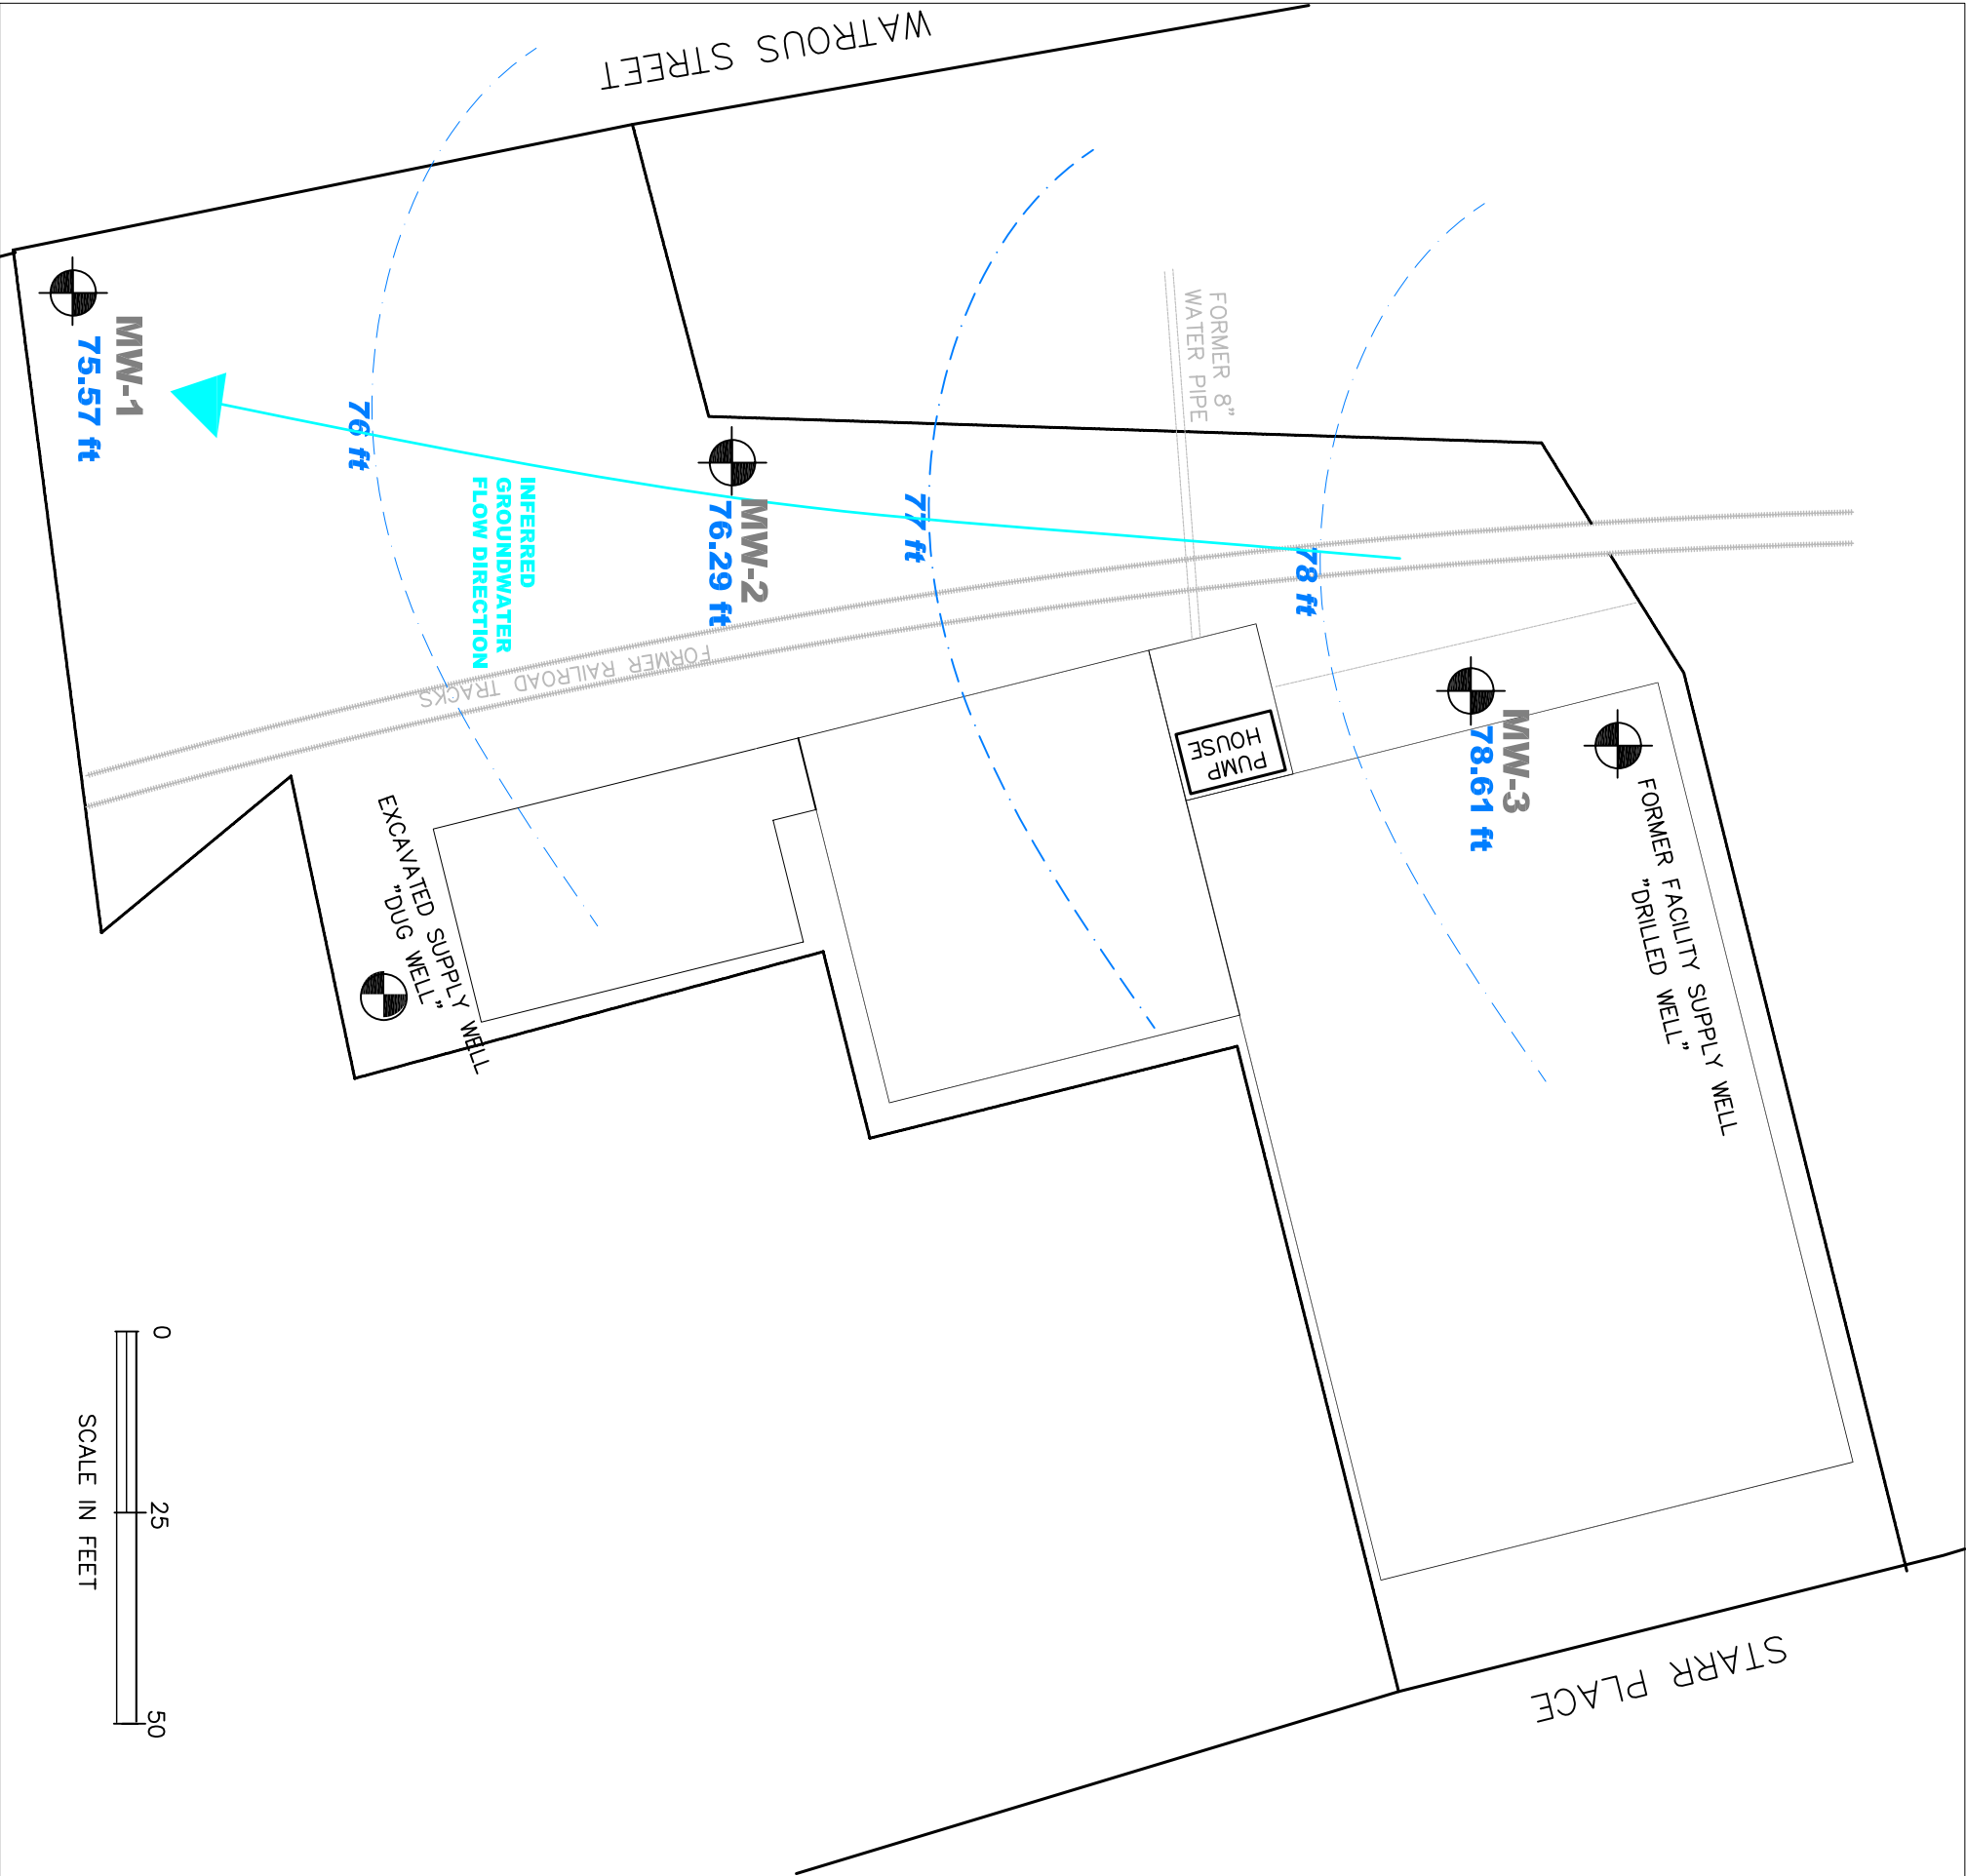 WATROUS STREET
FORMER 8"
WATER PIPE
MW-1
75.57 ft
76 ft
INFERRED
GROUNDWATER
FLOW DIRECTION
MW-2
76.29 ft
77 ft
78 ft
FORMER RAILROAD TRACKS
PUMP
HOUSE
MW-3
78.61 ft
FORMER FACILITY SUPPLY WELL
"DRILLED WELL"
EXCAVATED SUPPLY WELL
"DUG WELL"
0
25
50
SCALE IN FEET
STARR PLACE